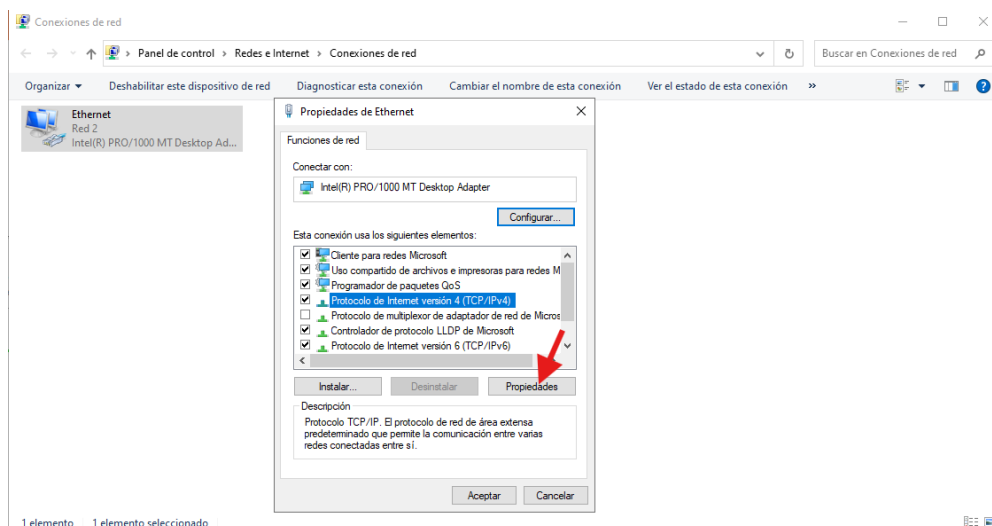 Conexiones de red
Panel de control > Redes e Internet > Conexiones de red
Buscar en Conexiones de red
Organizar Deshabilitar este dispositivo de red Diagnosticar esta conexión Cambiar el nombre de esta conexión Ver el estado de esta conexión »
Ethernet
Red 2
Intel(R) PRO/1000 MT Desktop Ad...
Propiedades de Ethernet
Funciones de red
Conectar con:
Intel(R) PRO/1000 MT Desktop Adapter
Configurar...
Esta conexión usa los siguientes elementos:
Cliente para redes Microsoft
Uso compartido de archivos e impresoras para redes M
Programador de paquetes QoS
Protocolo de Internet versión 4 (TCP/IPv4)
Protocolo de multiplexor de adaptador de red de Micros
Controlador de protocolo LLDP de Microsoft
Protocolo de Internet versión 6 (TCP/IPv6)
Instalar... Desinstalar Propiedades
Descripción
Protocolo TCP/IP. El protocolo de red de área extensa
predeterminado que permite la comunicación entre varias
redes conectadas entre sí.
Aceptar Cancelar
1 elemento 1 elemento seleccionado